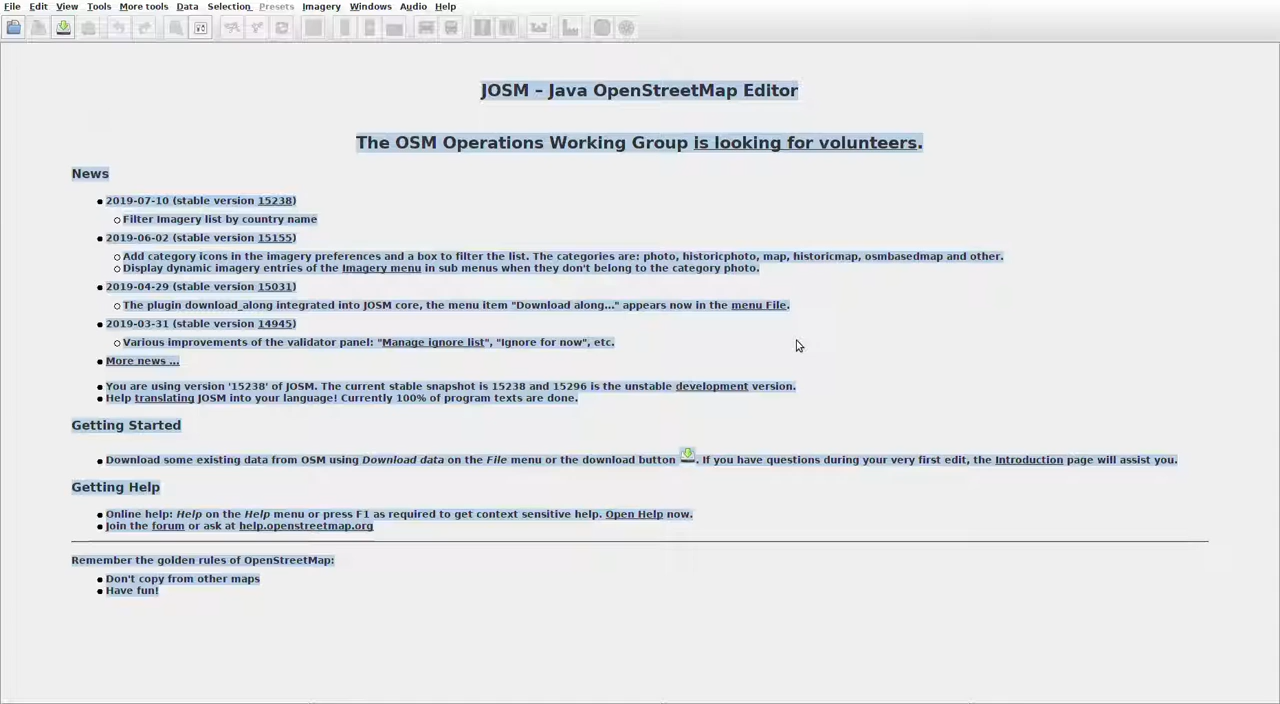 File Edit View Tools More tools Data Selection Presets Imagery Windows Audio Help
JOSM – Java OpenStreetMap Editor
The OSM Operations Working Group is looking for volunteers.
News
2019-07-10 (stable version 15238)
Filter Imagery list by country name
2019-06-02 (stable version 15155)
Add category icons in the imagery preferences and a box to filter the list. The categories are: photo, historicphoto, map, historicmap, osmbasedmap and other.
Display dynamic imagery entries of the Imagery menu in sub menus when they don't belong to the category photo.
2019-04-29 (stable version 15031)
The plugin download_along integrated into JOSM core, the menu item "Download along..." appears now in the menu File.
2019-03-31 (stable version 14945)
Various improvements of the validator panel: "Manage ignore list", "Ignore for now", etc.
More news ...
You are using version '15238' of JOSM. The current stable snapshot is 15238 and 15296 is the unstable development version.
Help translating JOSM into your language! Currently 100% of program texts are done.
Getting Started
Download some existing data from OSM using Download data on the File menu or the download button . If you have questions during your very first edit, the Introduction page will assist you.
Getting Help
Online help: Help on the Help menu or press F1 as required to get context sensitive help. Open Help now.
Join the forum or ask at help.openstreetmap.org
Remember the golden rules of OpenStreetMap:
Don't copy from other maps
Have fun!